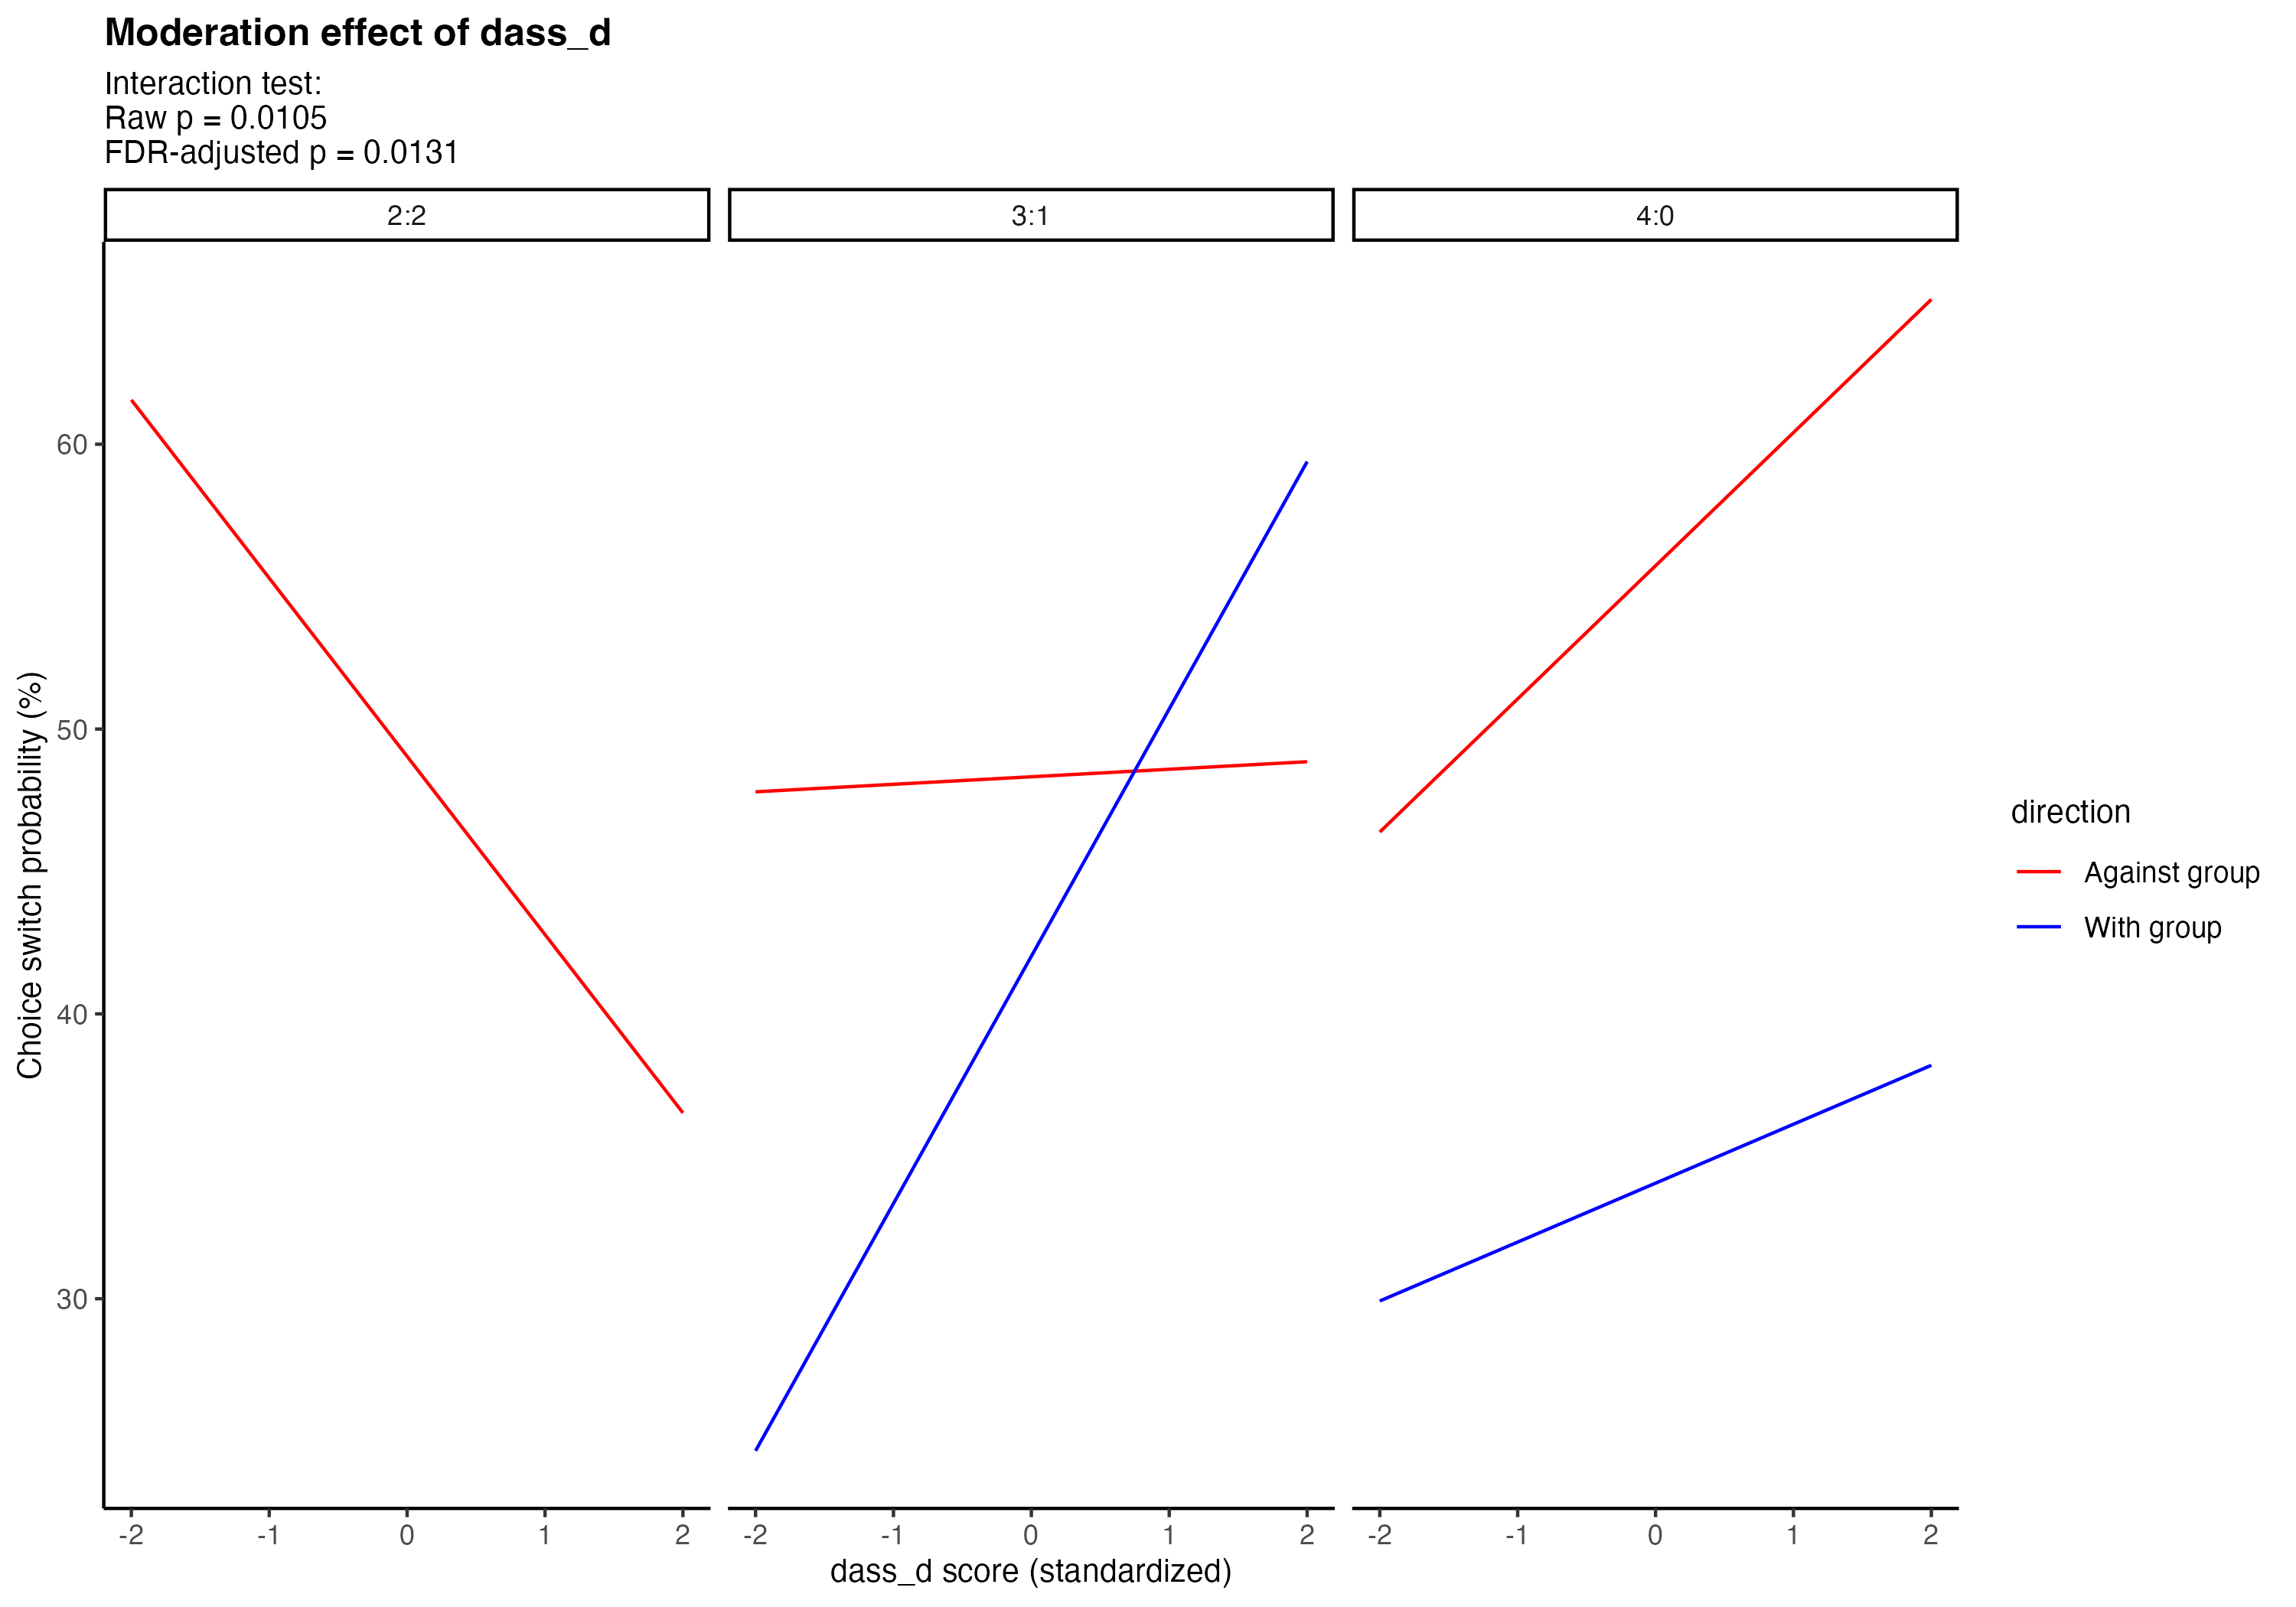 Moderation effect of dass_d
Interaction test:
Raw p = 0.0105
FDR-adjusted p = 0.0131
2:2
3:1
4:0
Choice switch probability (%)
60
50
40
30
-2 -1 0 1 2
-2 -1 0 1 2
-2 -1 0 1 2
dass_d score (standardized)
direction
Against group
With group